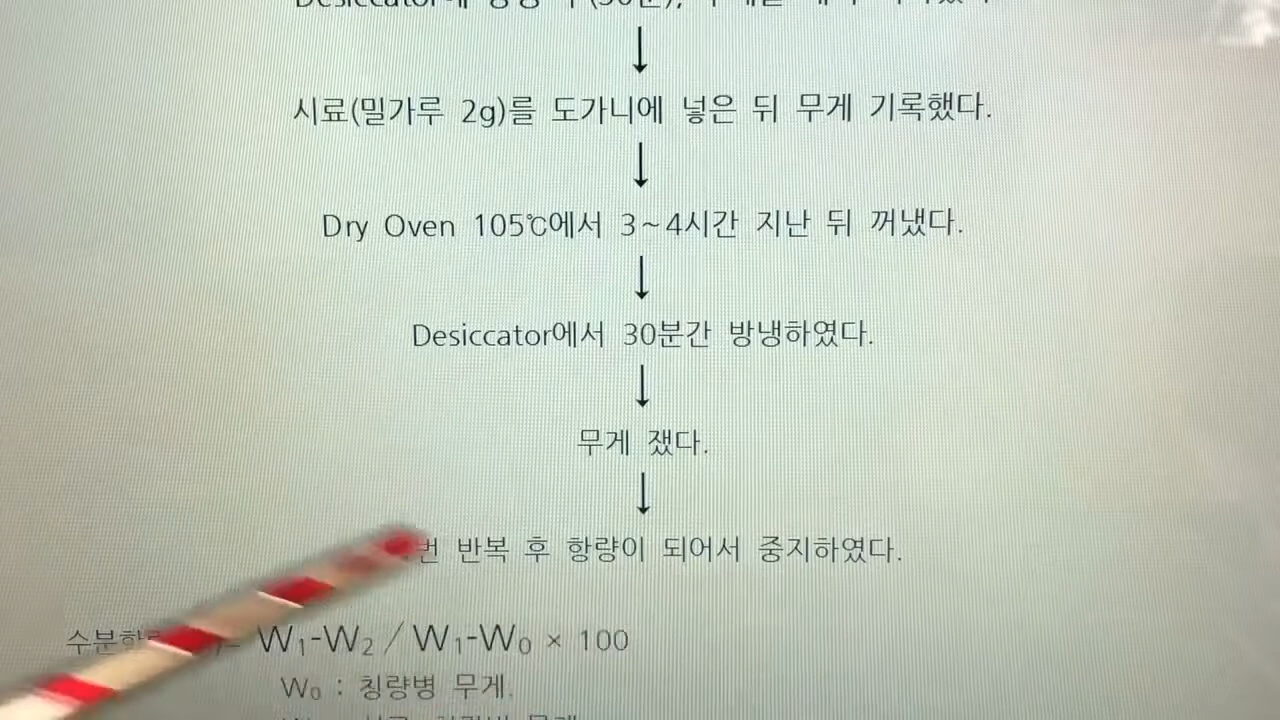 시료(밀가루 2g)를 도가니에 넣은 뒤 무게 기록했다.
Dry Oven 105℃에서 3~4시간 지난 뒤 꺼냈다.
Desiccator에서 30분간 방냉하였다.
무게 쟀다.
반복 후 항량이 되어서 중지하였다.
W₁-W₂ / W₁-W₀ × 100
W₀ : 칭량병 무게.